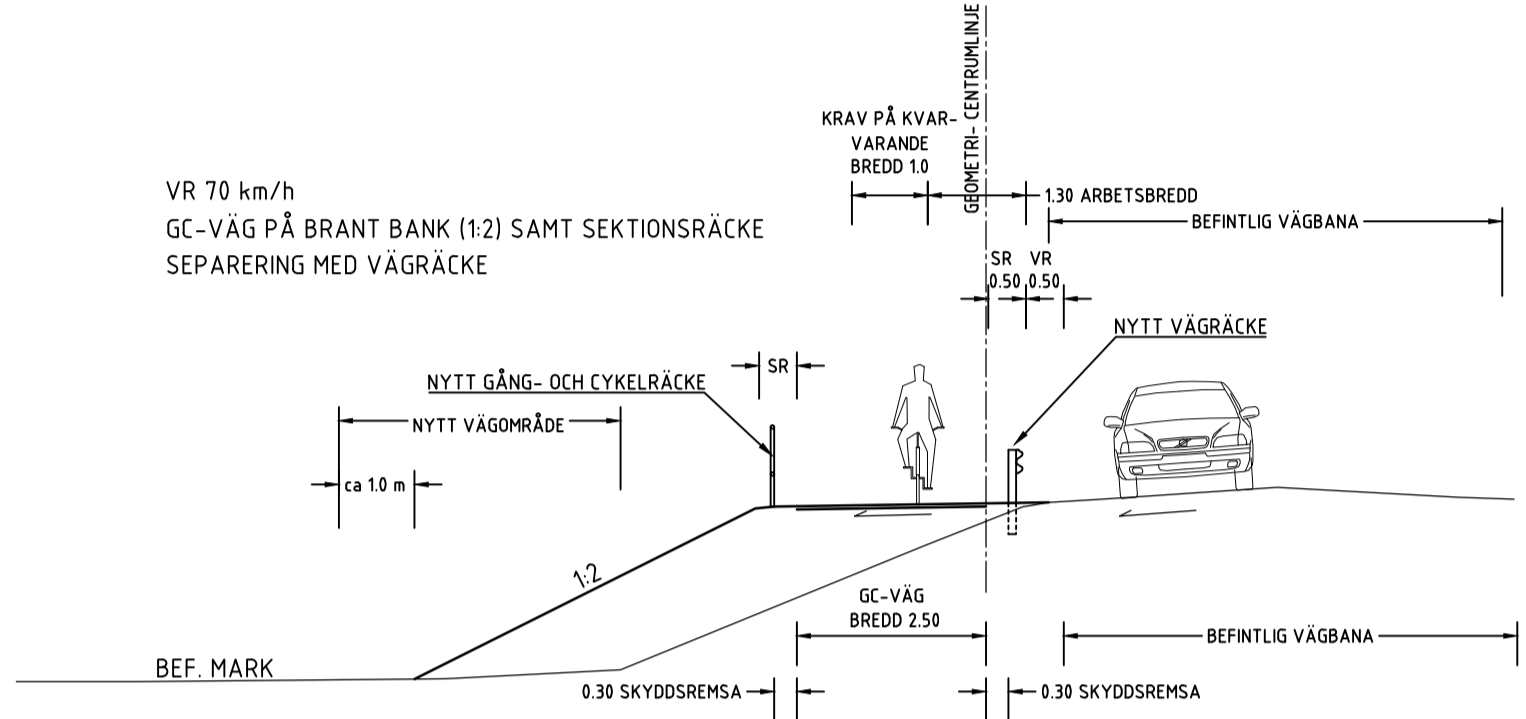 GEOMETRI- CENTRUMLINJE
KRAV PÅ KVAR-
VARANDE
BREDD 1.0
VR 70 km/h
GC-VÄG PÅ BRANT BANK (1:2) SAMT SEKTIONSRÄCKE
SEPARERING MED VÄGRÄCKE
1.30 ARBETSBREDD
BEFINTLIG VÄGBANA
SR VR
0.50 0.50
NYTT VÄGRÄCKE
SR
NYTT GÅNG- OCH CYKELRÄCKE
NYTT VÄGOMRÅDE
ca 1.0 m
1:2
GC-VÄG
BREDD 2.50
BEFINTLIG VÄGBANA
BEF. MARK
0.30 SKYDDSREMSA
0.30 SKYDDSREMSA